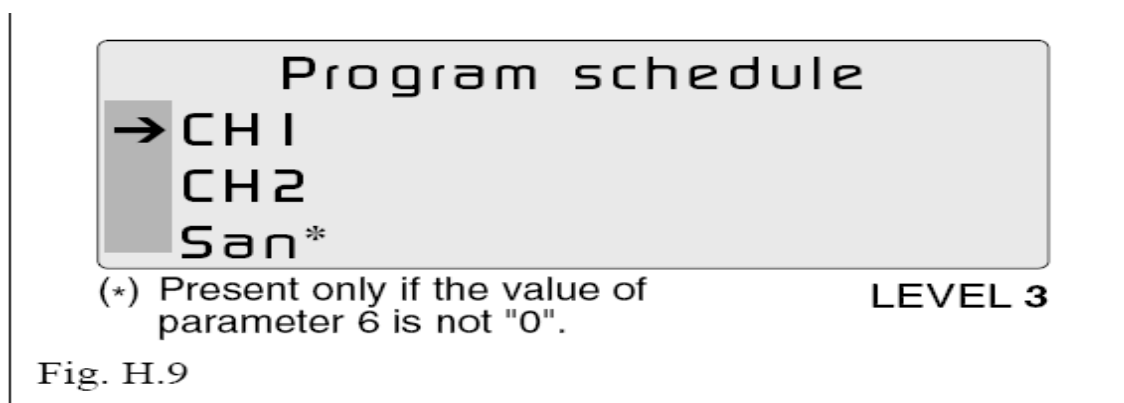 Program schedule
→ CH1
CH2
San*
(*) Present only if the value of
parameter 6 is not "0".
LEVEL 3
Fig. H.9